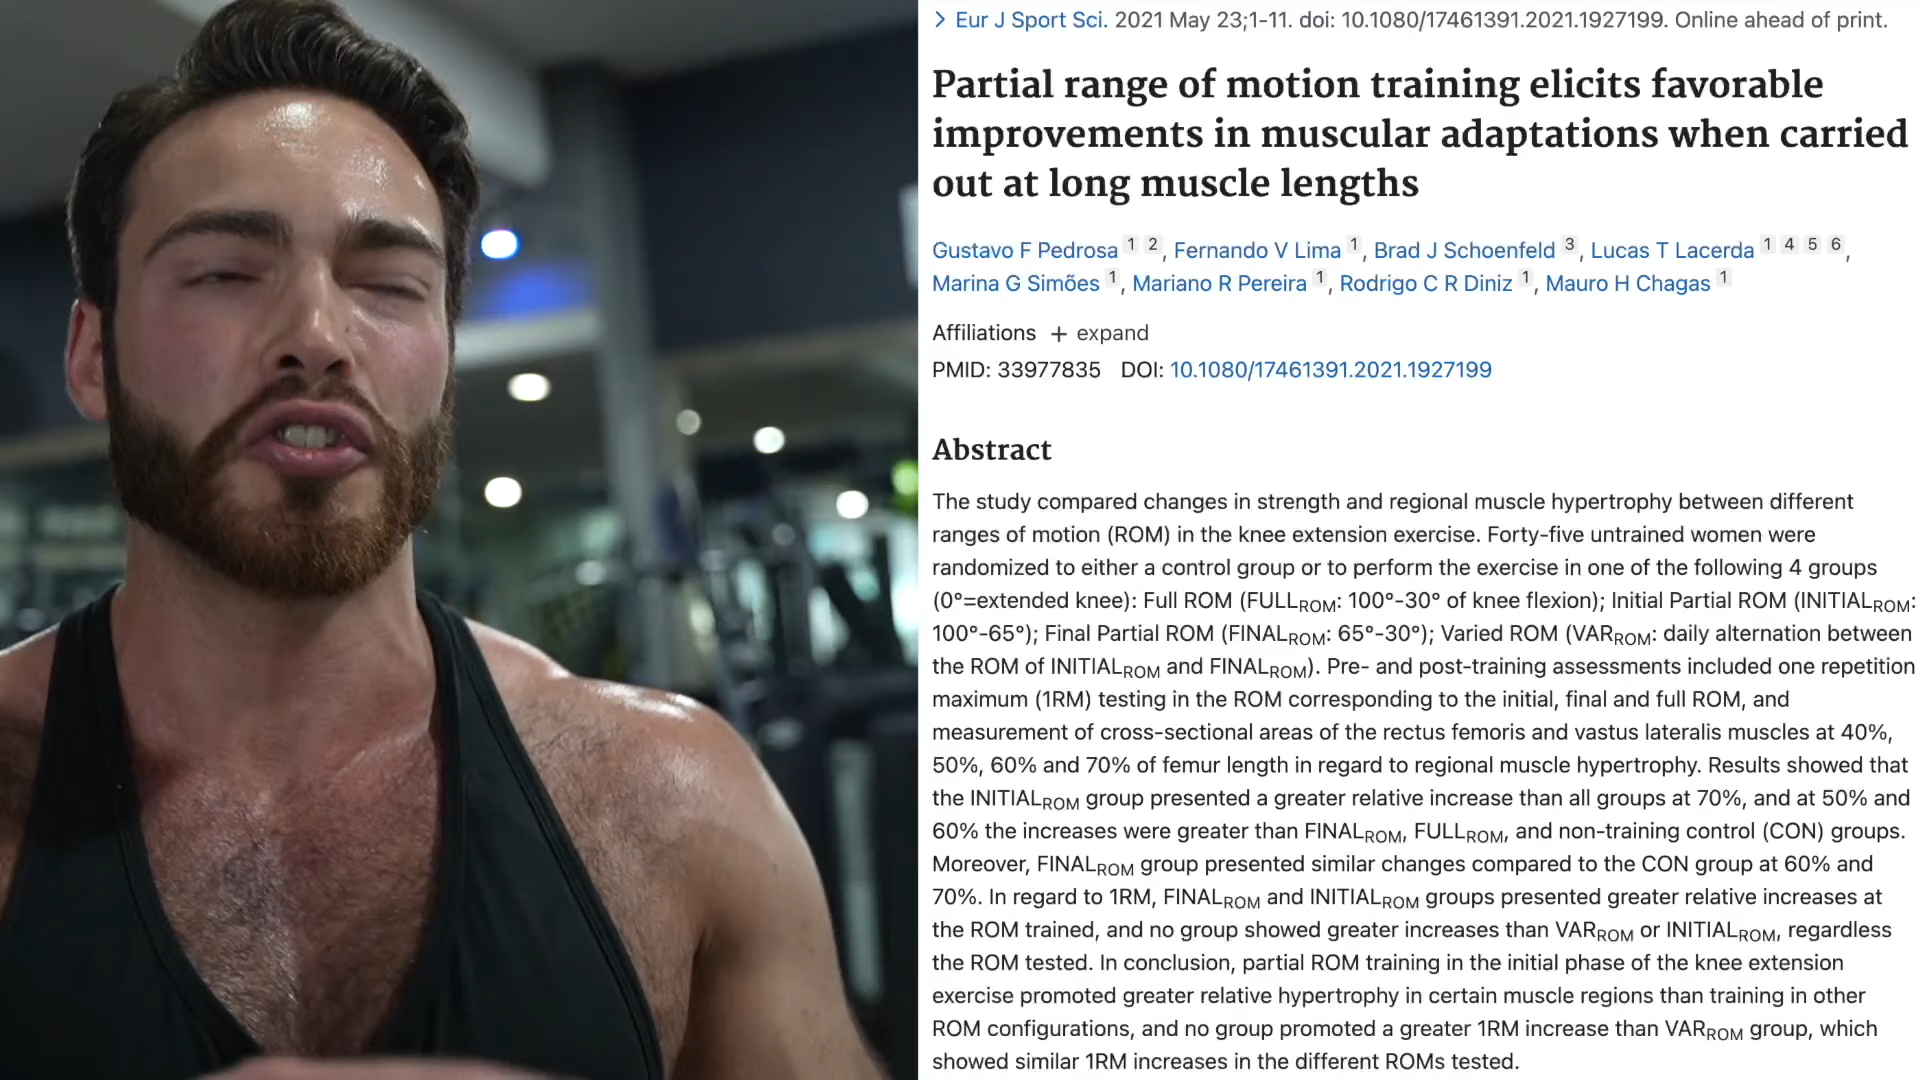 > Eur J Sport Sci. 2021 May 23;1-11. doi: 10.1080/17461391.2021.1927199. Online ahead of print.
Partial range of motion training elicits favorable
improvements in muscular adaptations when carried
out at long muscle lengths
Gustavo F Pedrosa 1 2, Fernando V Lima 1, Brad J Schoenfeld 3, Lucas T Lacerda 1 4 5 6,
Marina G Simões 1, Mariano R Pereira 1, Rodrigo C R Diniz 1, Mauro H Chagas 1
Affiliations + expand
PMID: 33977835 DOI: 10.1080/17461391.2021.1927199
Abstract
The study compared changes in strength and regional muscle hypertrophy between different
ranges of motion (ROM) in the knee extension exercise. Forty-five untrained women were
randomized to either a control group or to perform the exercise in one of the following 4 groups
(0°=extended knee): Full ROM (FULLROM: 100°-30° of knee flexion); Initial Partial ROM (INITIALROM:
100°-65°); Final Partial ROM (FINALROM: 65°-30°); Varied ROM (VARROM: daily alternation between
the ROM of INITIALROM and FINALROM). Pre- and post-training assessments included one repetition
maximum (1RM) testing in the ROM corresponding to the initial, final and full ROM, and
measurement of cross-sectional areas of the rectus femoris and vastus lateralis muscles at 40%,
50%, 60% and 70% of femur length in regard to regional muscle hypertrophy. Results showed that
the INITIALROM group presented a greater relative increase than all groups at 70%, and at 50% and
60% the increases were greater than FINALROM, FULLROM, and non-training control (CON) groups.
Moreover, FINALROM group presented similar changes compared to the CON group at 60% and
70%. In regard to 1RM, FINALROM and INITIALROM groups presented greater relative increases at
the ROM trained, and no group showed greater increases than VARROM or INITIALROM, regardless
the ROM tested. In conclusion, partial ROM training in the initial phase of the knee extension
exercise promoted greater relative hypertrophy in certain muscle regions than training in other
ROM configurations, and no group promoted a greater 1RM increase than VARROM group, which
showed similar 1RM increases in the different ROMs tested.